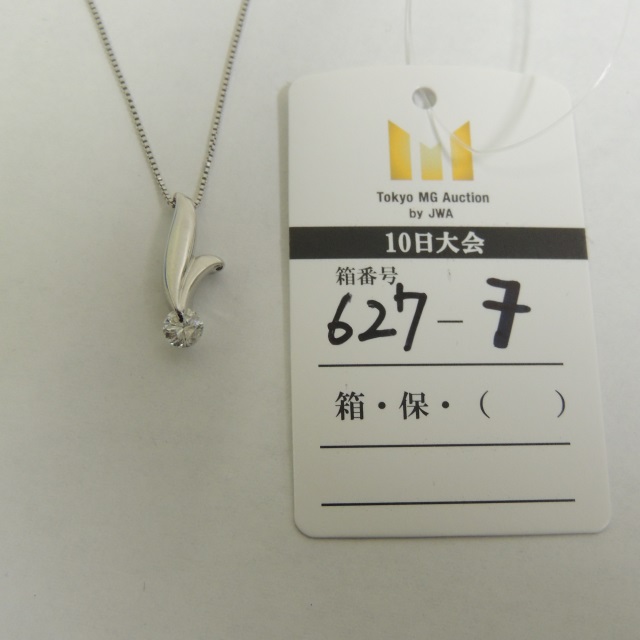 Tokyo MG Auction
by JWA
10日大会
箱番号
627-7
箱・保・（　　）